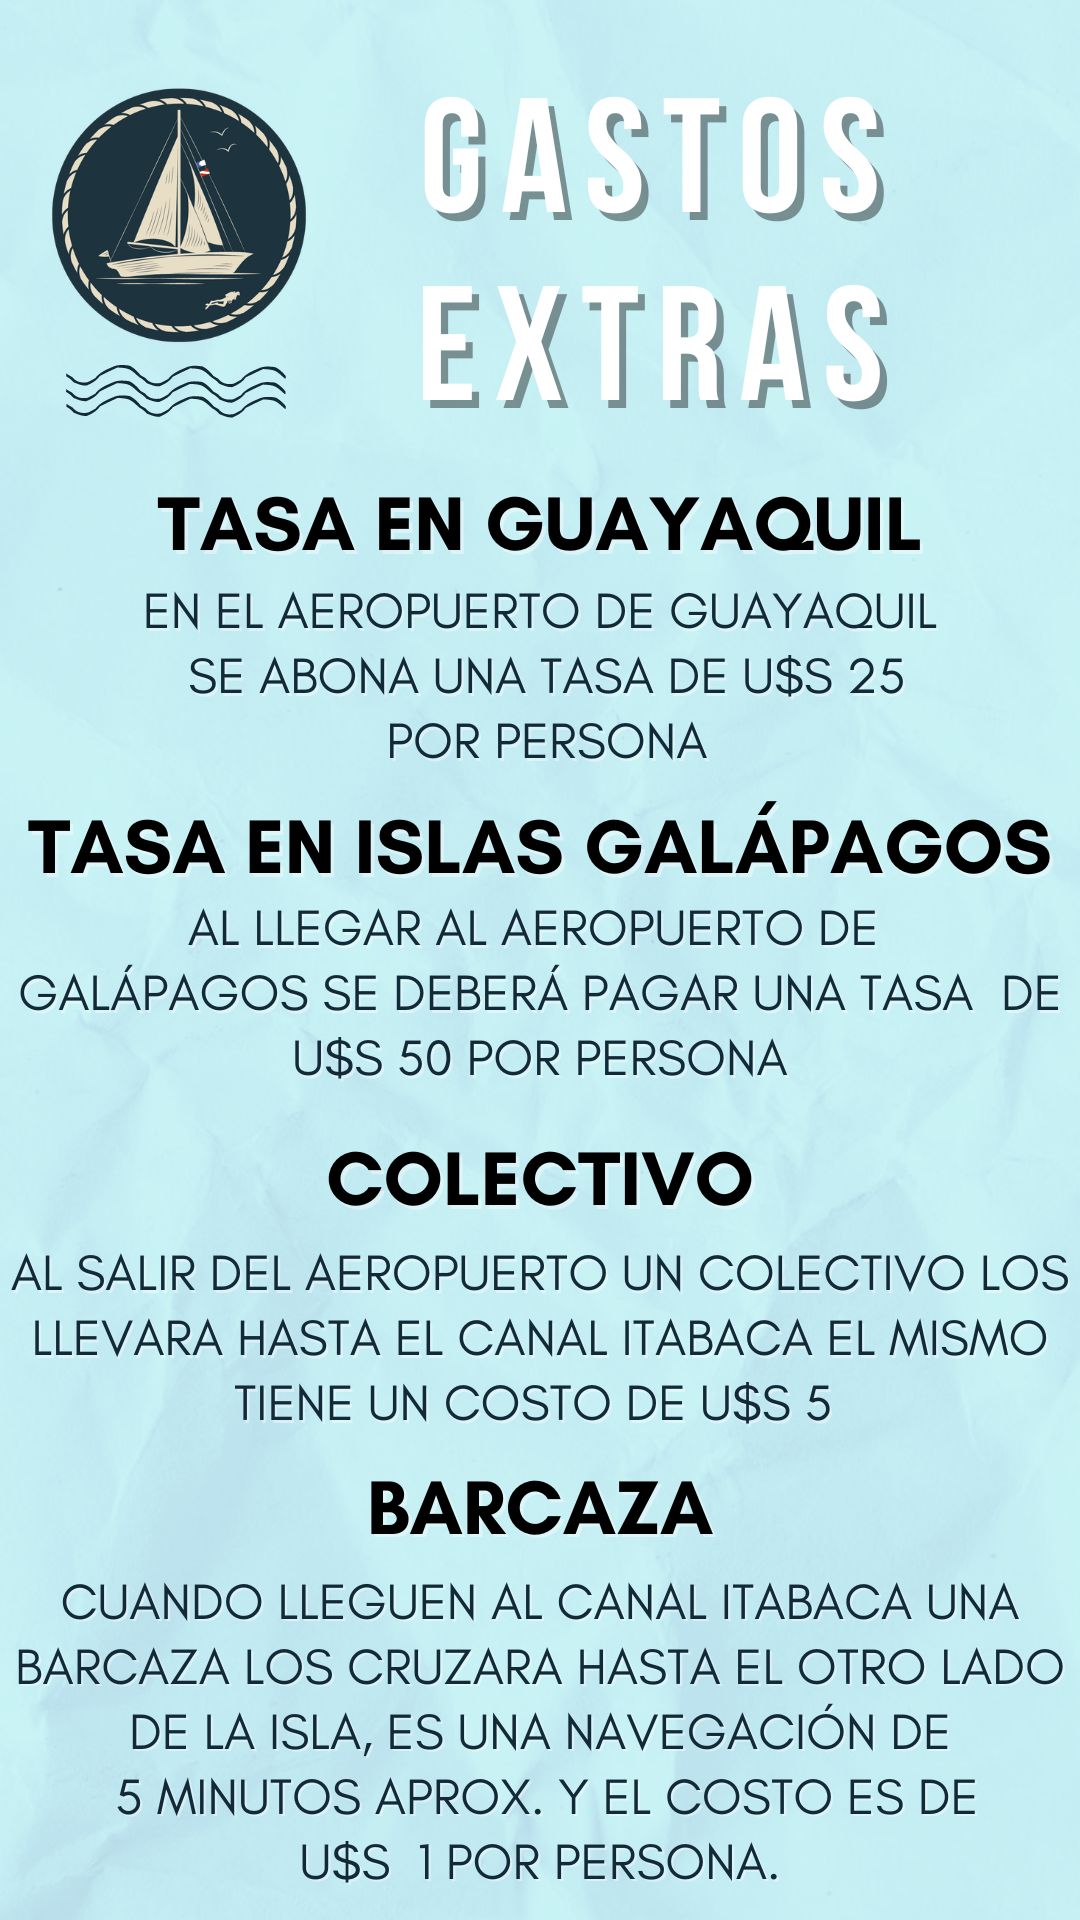 GASTOS
EXTRAS
TASA EN GUAYAQUIL
EN EL AEROPUERTO DE GUAYAQUIL
SE ABONA UNA TASA DE U$S 25
POR PERSONA
TASA EN ISLAS GALÁPAGOS
AL LLEGAR AL AEROPUERTO DE
GALÁPAGOS SE DEBERÁ PAGAR UNA TASA DE
U$S 50 POR PERSONA
COLECTIVO
AL SALIR DEL AEROPUERTO UN COLECTIVO LOS
LLEVARA HASTA EL CANAL ITABACA EL MISMO
TIENE UN COSTO DE U$S 5
BARCAZA
CUANDO LLEGUEN AL CANAL ITABACA UNA
BARCAZA LOS CRUZARA HASTA EL OTRO LADO
DE LA ISLA, ES UNA NAVEGACIÓN DE
5 MINUTOS APROX. Y EL COSTO ES DE
U$S 1 POR PERSONA.